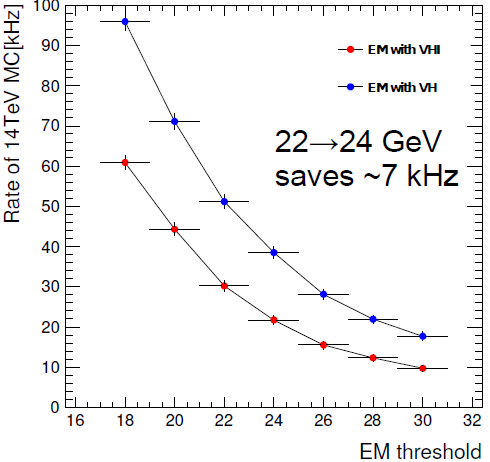 Rate of 14TeV MC[kHz]
100
90
80
70
60
50
40
30
20
10
0
EM with VHI
EM with VH
22→24 GeV
saves ~7 kHz
16 18 20 22 24 26 28 30 32
EM threshold